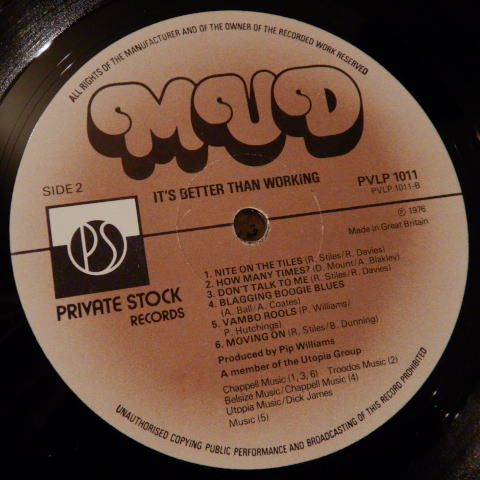 ALL RIGHTS OF THE MANUFACTURER AND OF THE OWNER OF THE RECORDED WORK RESERVED
MUD
SIDE 2
IT'S BETTER THAN WORKiNG
PVLP 1011
PVLP 1011-B
℗ 1976
Made in Great Britain
PS
PRIVATE STOCK
RECORDS
1. NITE ON THE TILES (R. Stiles/R. Davies)
2. HOW MANY TIMES? (D. Mount/A. Blakley)
3. DON'T TALK TO ME (R. Stiles/R. Davies)
4. BLAGGING BOOGIE BLUES
(A. Ball/A. Coates)
5. VAMBO ROOLS (P. Williams/
P. Hutchings)
6. MOVING ON (R. Stiles/B. Dunning)
Produced by Pip Williams
A member of the Utopia Group
Chappell Music (1, 3, 6) Troodos Music (2)
Belsize Music/Chappell Music (4)
Utopia Music/Dick James
Music (5)
UNAUTHORISED COPYING PUBLIC PERFORMANCE AND BROADCASTING OF THIS RECORD PROHIBITED